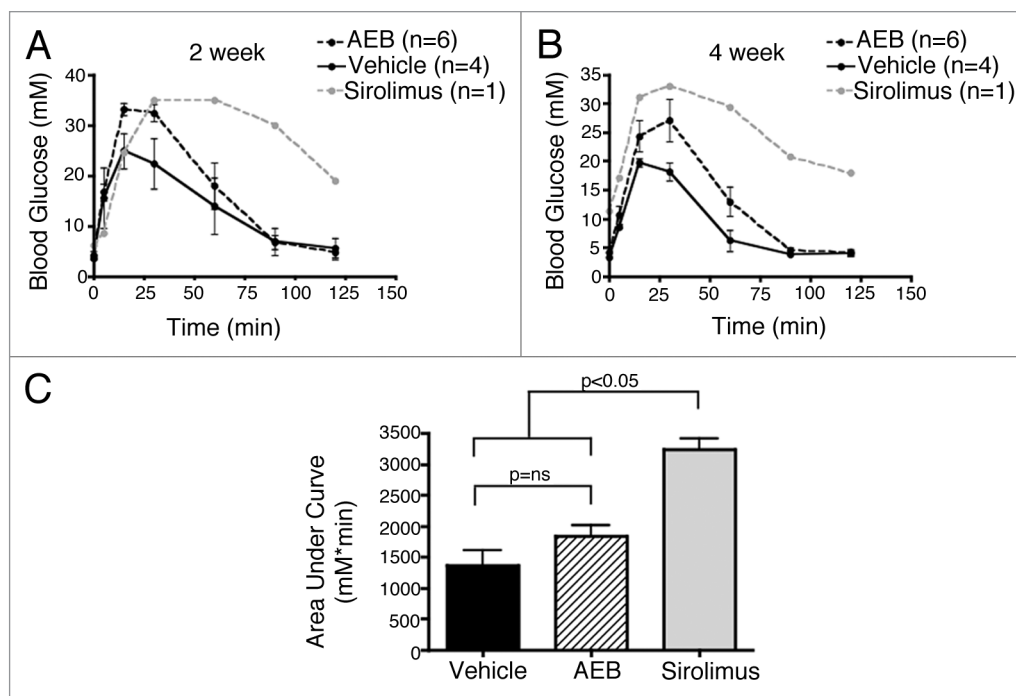 A
2 week
AEB (n=6)
Vehicle (n=4)
Sirolimus (n=1)
Blood Glucose (mM)
40
30
20
10
0
0 25 50 75 100 125 150
Time (min)
B
4 week
AEB (n=6)
Vehicle (n=4)
Sirolimus (n=1)
Blood Glucose (mM)
35
30
25
20
15
10
5
0
0 25 50 75 100 125 150
Time (min)
C
p<0.05
p=ns
Area Under Curve
(mM*min)
3500
3000
2500
2000
1500
1000
500
0
Vehicle AEB Sirolimus